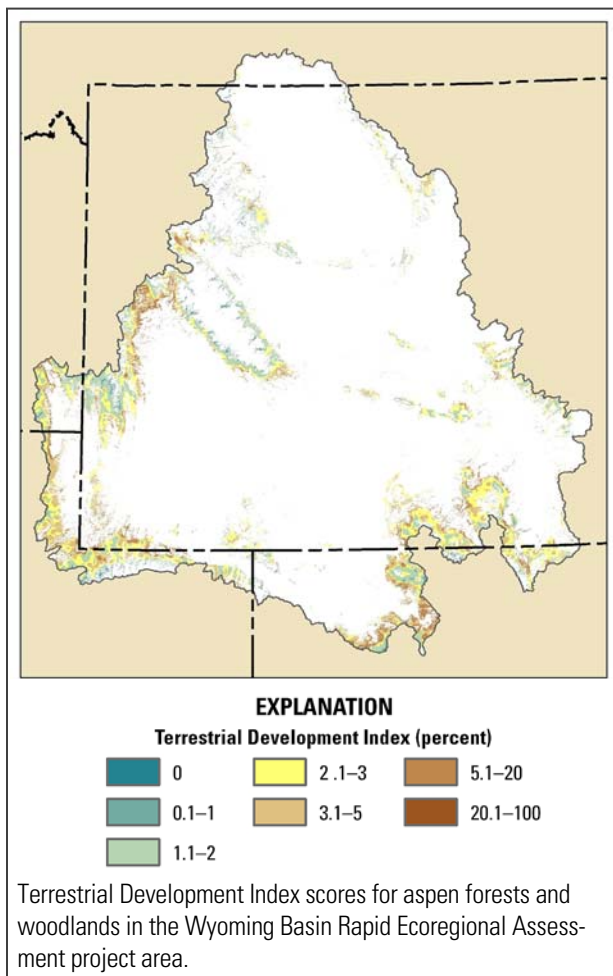 EXPLANATION
Terrestrial Development Index (percent)
0 2 .1–3 5.1–20
0.1–1 3.1–5 20.1–100
1.1–2
Terrestrial Development Index scores for aspen forests and
woodlands in the Wyoming Basin Rapid Ecoregional Assess-
ment project area.